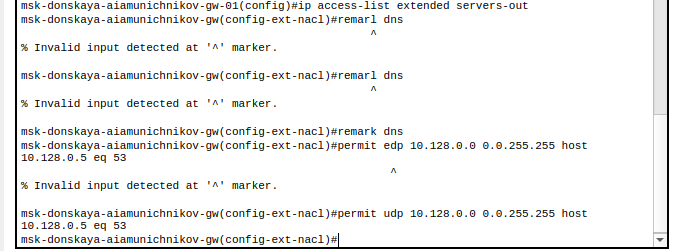 msk-donskaya-aiamunichnikov-gw-01(config)#ip access-list extended servers-out
msk-donskaya-aiamunichnikov-gw(config-ext-nacl)#remarl dns
^
% Invalid input detected at '^' marker.
msk-donskaya-aiamunichnikov-gw(config-ext-nacl)#remarl dns
^
% Invalid input detected at '^' marker.
msk-donskaya-aiamunichnikov-gw(config-ext-nacl)#remark dns
msk-donskaya-aiamunichnikov-gw(config-ext-nacl)#permit edp 10.128.0.0 0.0.255.255 host
10.128.0.5 eq 53
^
% Invalid input detected at '^' marker.
msk-donskaya-aiamunichnikov-gw(config-ext-nacl)#permit udp 10.128.0.0 0.0.255.255 host
10.128.0.5 eq 53
msk-donskaya-aiamunichnikov-gw(config-ext-nacl)#